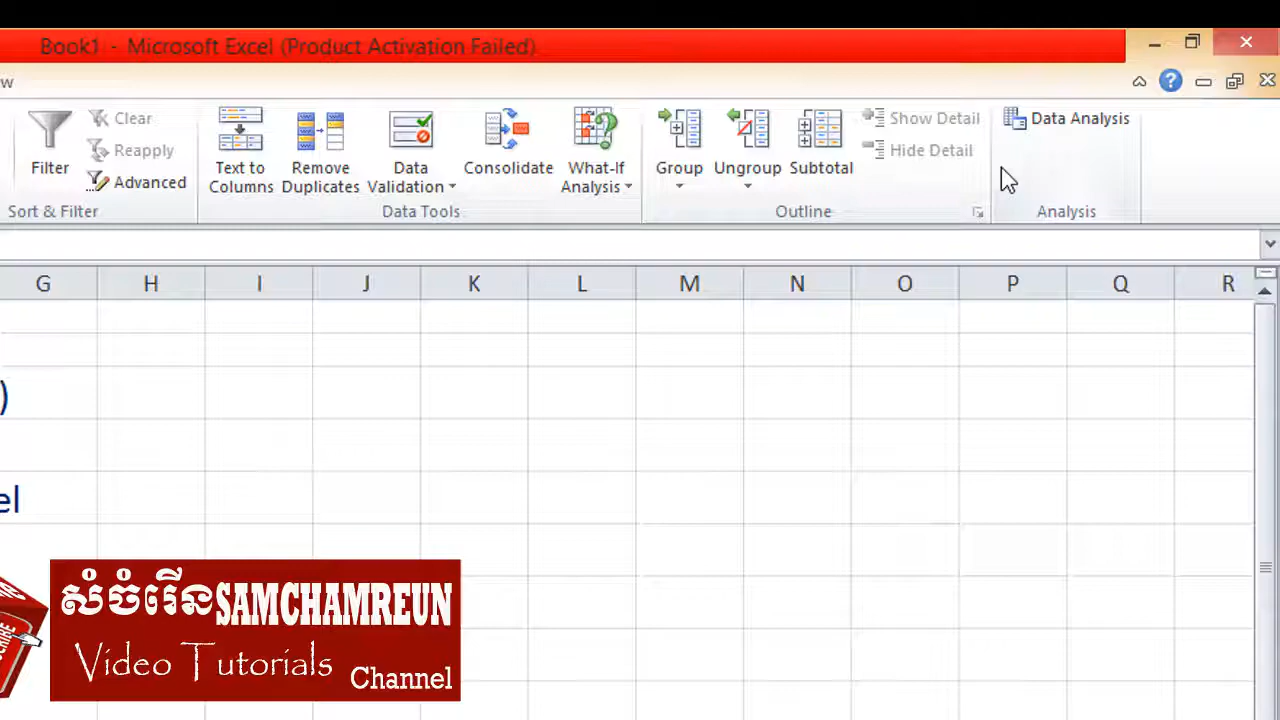 Book1 - Microsoft Excel (Product Activation Failed)
w
Filter
Clear
Reapply
Advanced
Sort & Filter
Text to
Columns
Remove
Duplicates
Data
Validation
Consolidate
What-If
Analysis
Data Tools
Group
Ungroup
Subtotal
Show Detail
Hide Detail
Outline
Data Analysis
Analysis
G H I J K L M N O P Q R
)
el
សំចំរើនSAMCHAMREUN
Video Tutorials
Channel